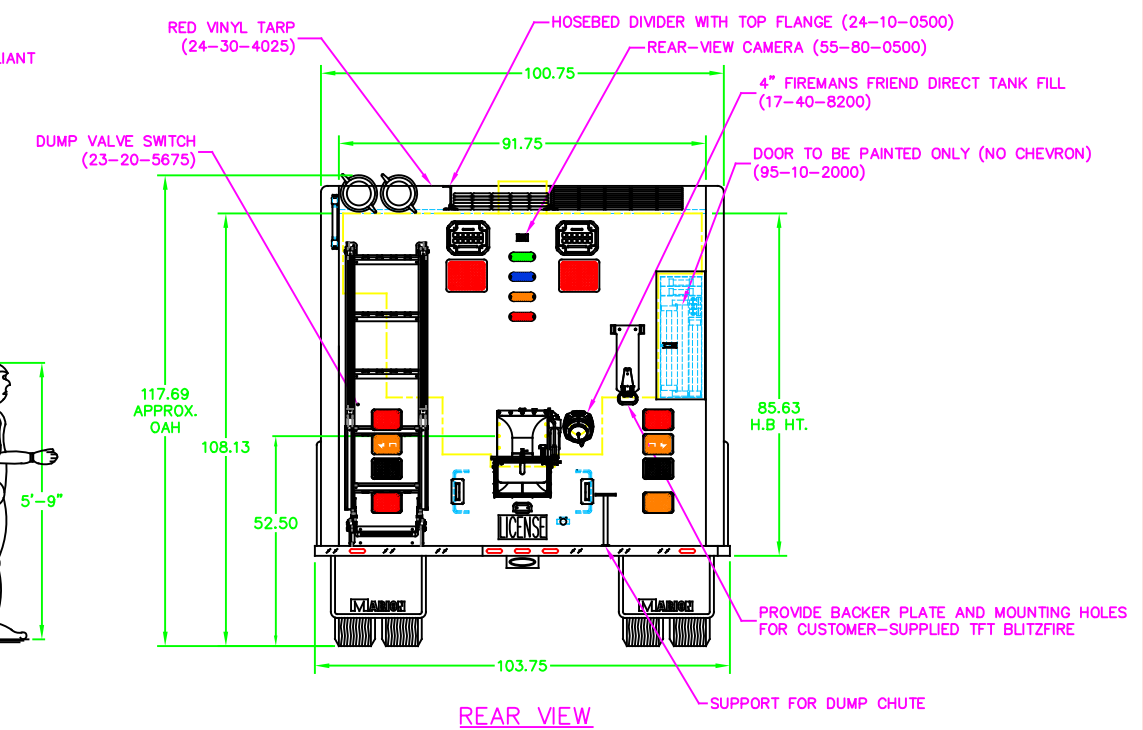 RED VINYL TARP
(24-30-4025)
HOSEBED DIVIDER WITH TOP FLANGE (24-10-0500)
REAR-VIEW CAMERA (55-80-0500)
IANT
100.75
4" FIREMANS FRIEND DIRECT TANK FILL
(17-40-8200)
DUMP VALVE SWITCH
(23-20-5675)
91.75
DOOR TO BE PAINTED ONLY (NO CHEVRON)
(95-10-2000)
117.69
APPROX.
OAH
108.13
85.63
H.B HT.
5'-9"
52.50
LICENSE
MARION
MARION
PROVIDE BACKER PLATE AND MOUNTING HOLES
FOR CUSTOMER-SUPPLIED TFT BLITZFIRE
103.75
SUPPORT FOR DUMP CHUTE
REAR VIEW